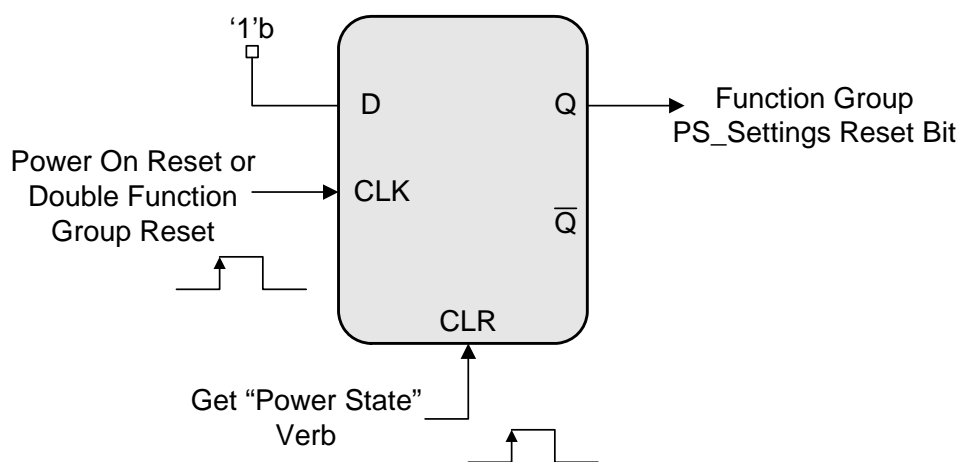 ‘1’b
D
Q
Function Group
PS_Settings Reset Bit
Power On Reset or
Double Function
Group Reset
CLK
Q̅
CLR
Get “Power State”
Verb